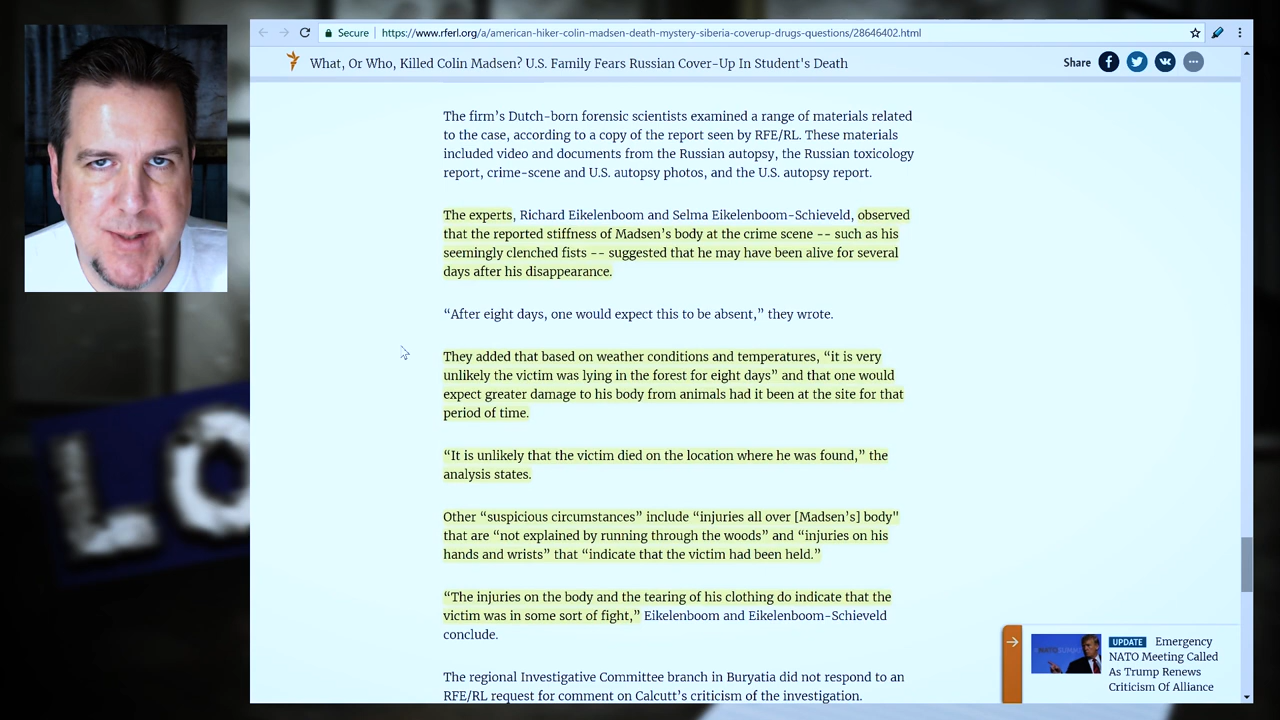 Secure
https://www.rferl.org/a/american-hiker-colin-madsen-death-mystery-siberia-coverup-drugs-questions/28646402.html
What, Or Who, Killed Colin Madsen? U.S. Family Fears Russian Cover-Up In Student's Death
Share
The firm’s Dutch-born forensic scientists examined a range of materials related
to the case, according to a copy of the report seen by RFE/RL. These materials
included video and documents from the Russian autopsy, the Russian toxicology
report, crime-scene and U.S. autopsy photos, and the U.S. autopsy report.
The experts, Richard Eikelenboom and Selma Eikelenboom-Schieveld, observed
that the reported stiffness of Madsen’s body at the crime scene -- such as his
seemingly clenched fists -- suggested that he may have been alive for several
days after his disappearance.
“After eight days, one would expect this to be absent,” they wrote.
They added that based on weather conditions and temperatures, “it is very
unlikely the victim was lying in the forest for eight days” and that one would
expect greater damage to his body from animals had it been at the site for that
period of time.
“It is unlikely that the victim died on the location where he was found,” the
analysis states.
Other “suspicious circumstances” include “injuries all over [Madsen’s] body"
that are “not explained by running through the woods” and “injuries on his
hands and wrists” that “indicate that the victim had been held.”
“The injuries on the body and the tearing of his clothing do indicate that the
victim was in some sort of fight,” Eikelenboom and Eikelenboom-Schieveld
conclude.
The regional Investigative Committee branch in Buryatia did not respond to an
RFE/RL request for comment on Calcutt’s criticism of the investigation.
UPDATE Emergency
NATO Meeting Called
As Trump Renews
Criticism Of Alliance
LO